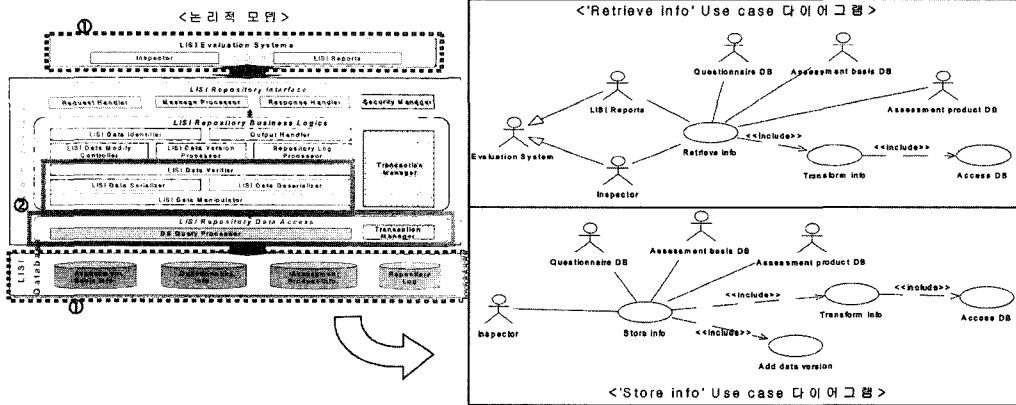 <논리적 모델>
①
LISI Evaluation Systems
Inspector
LISI Reports
LISI Repository Interface
Request Handler
Message Processor
Response Handler
Security Manager
LISI Repository Business Logics
LISI Data Identifier
Output Handler
LISI Data Modify Controller
LISI Data Version Processor
Repository Log Processor
Transaction Manager
LISI Data Verifier
LISI Data Serializer
LISI Data Deserializer
LISI Data Manipulator
②
LISI Repository Data Access
DB Query Processor
Transaction Manager
LISI Database
Repository Log
①
<'Retrieve info' Use case 다이어그램>
Questionnaire DB
Assessment basis DB
Assessment product DB
LISI Reports
Evaluation System
Inspector
Retrieve info
<<include>>
Transform info
<<include>>
Access DB
Questionnaire DB
Assessment basis DB
Assessment product DB
Inspector
Store info
<<include>>
Transform info
<<include>>
Access DB
<<include>>
Add data version
<'Store info' Use case 다이어그램>